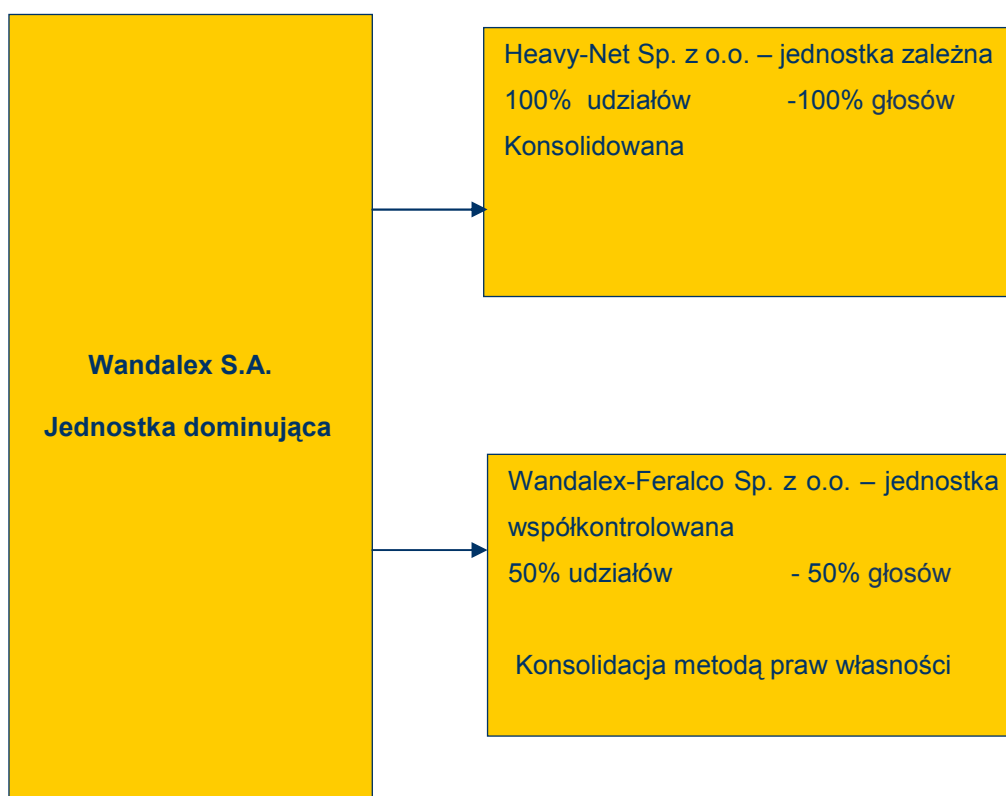 Wandalex S.A.
Jednostka dominująca
Heavy-Net Sp. z o.o. – jednostka zależna
100% udziałów -100% głosów
Konsolidowana
Wandalex-Feralco Sp. z o.o. – jednostka
współkontrolowana
50% udziałów - 50% głosów
Konsolidacja metodą praw własności